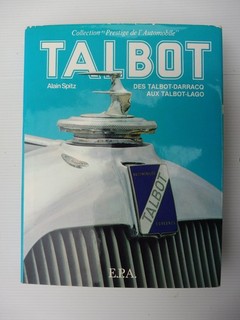 Collection "Prestige de l'Automobile"
TALBOT
Alain Spitz
DES TALBOT-DARRACQ
AUX TALBOT-LAGO
TALBOT
E.P.A.